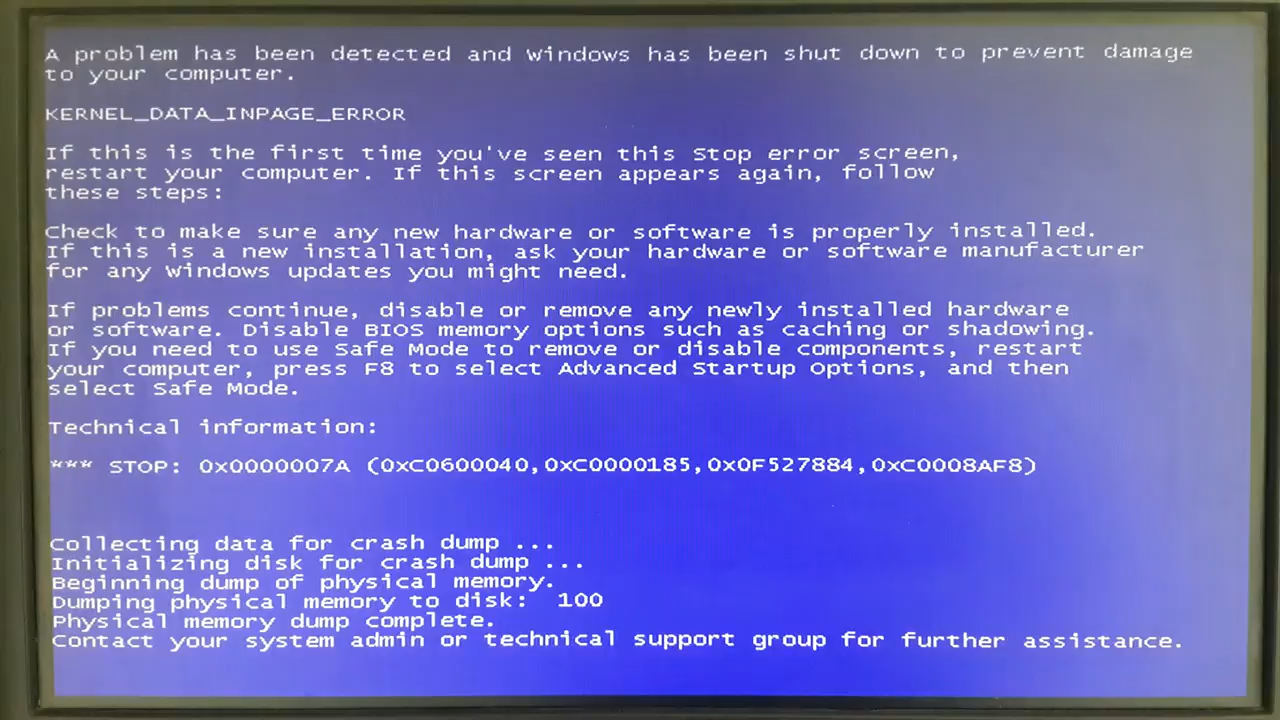 A problem has been detected and Windows has been shut down to prevent damage
to your computer.
KERNEL_DATA_INPAGE_ERROR
If this is the first time you've seen this Stop error screen,
restart your computer. If this screen appears again, follow
these steps:
Check to make sure any new hardware or software is properly installed.
If this is a new installation, ask your hardware or software manufacturer
for any Windows updates you might need.
If problems continue, disable or remove any newly installed hardware
or software. Disable BIOS memory options such as caching or shadowing.
If you need to use Safe Mode to remove or disable components, restart
your computer, press F8 to select Advanced Startup Options, and then
select Safe Mode.
Technical information:
*** STOP: 0x0000007A (0xC0600040,0xC0000185,0x0F527884,0xC0008AF8)
Collecting data for crash dump ...
Initializing disk for crash dump ...
Beginning dump of physical memory.
Dumping physical memory to disk:  100
Physical memory dump complete.
Contact your system admin or technical support group for further assistance.